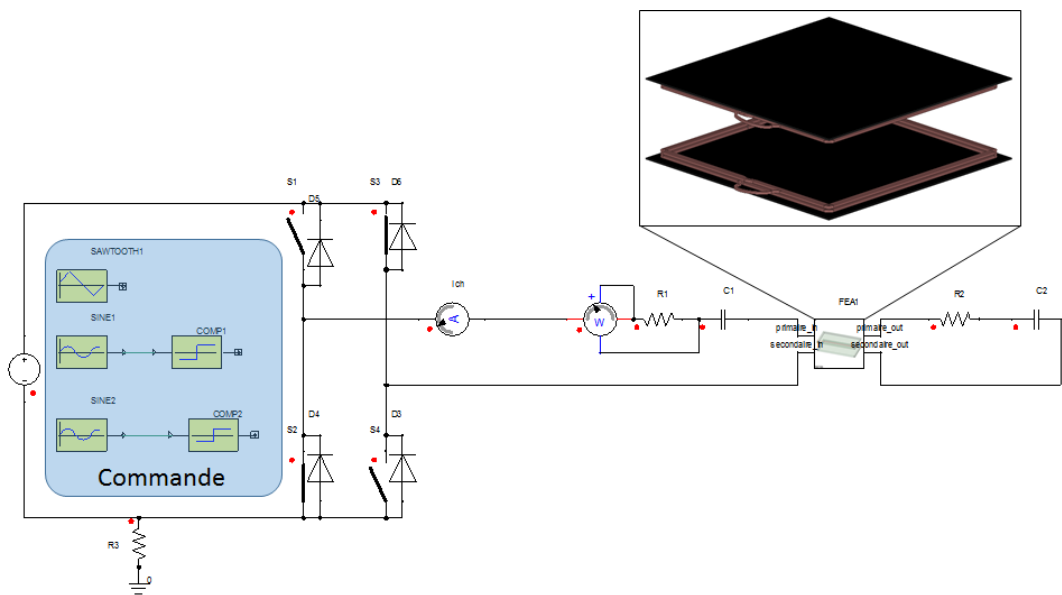 S1
D5
S3
D6
SAWTOOTH1
SINE1
COMP1
SINE2
COMP2
Commande
Ich
A
+
W
R1
C1
FEA1
primaire_in
primaire_out
secondaire_in
secondaire_out
R2
C2
+
S2
D4
S4
D3
R3
0